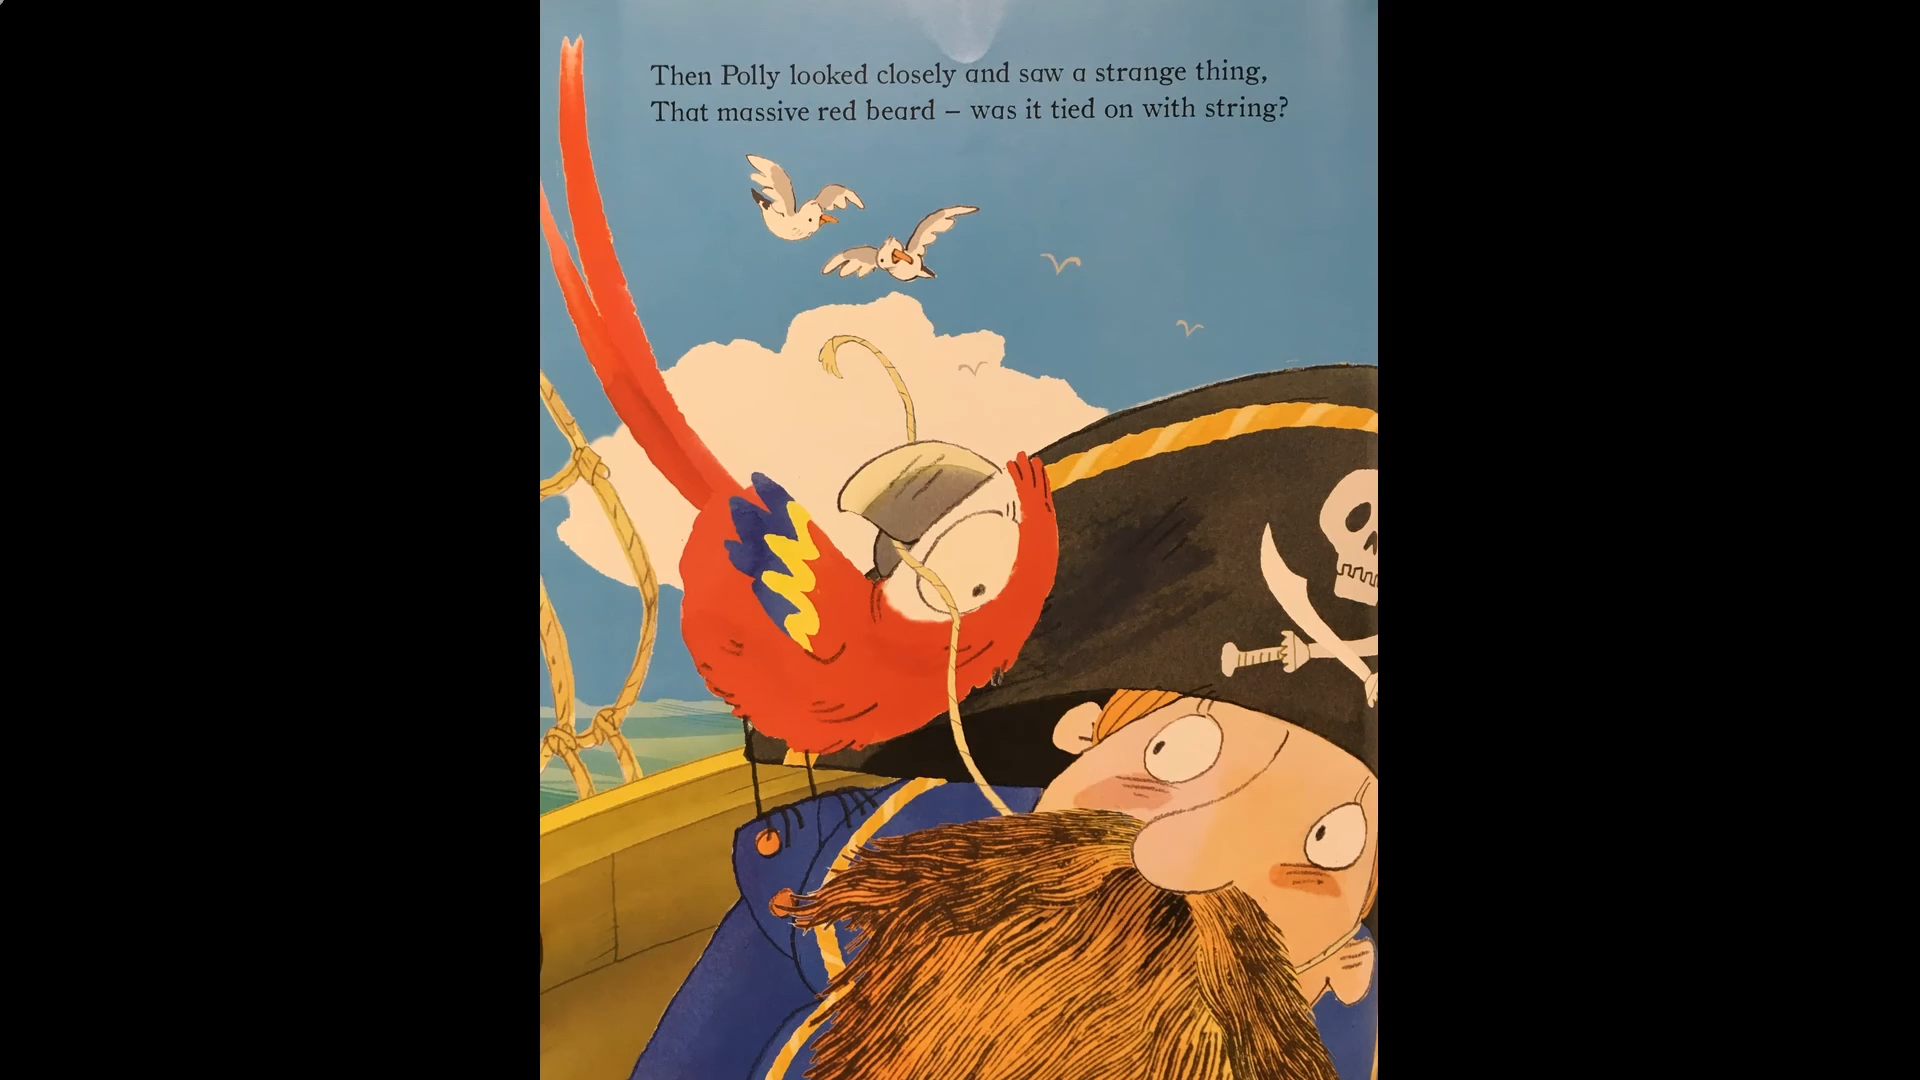 Then Polly looked closely and saw a strange thing,
That massive red beard – was it tied on with string?